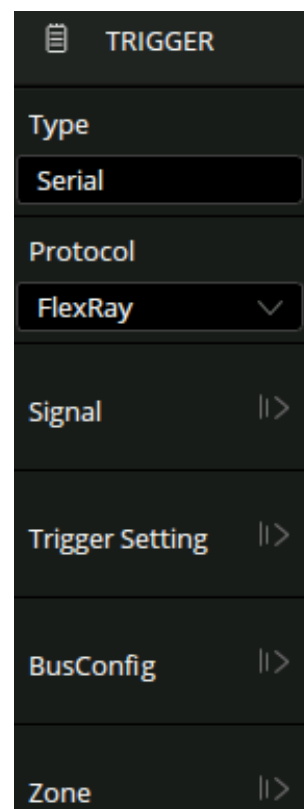 TRIGGER
Type
Serial
Protocol
FlexRay
Signal
Trigger Setting
BusConfig
Zone